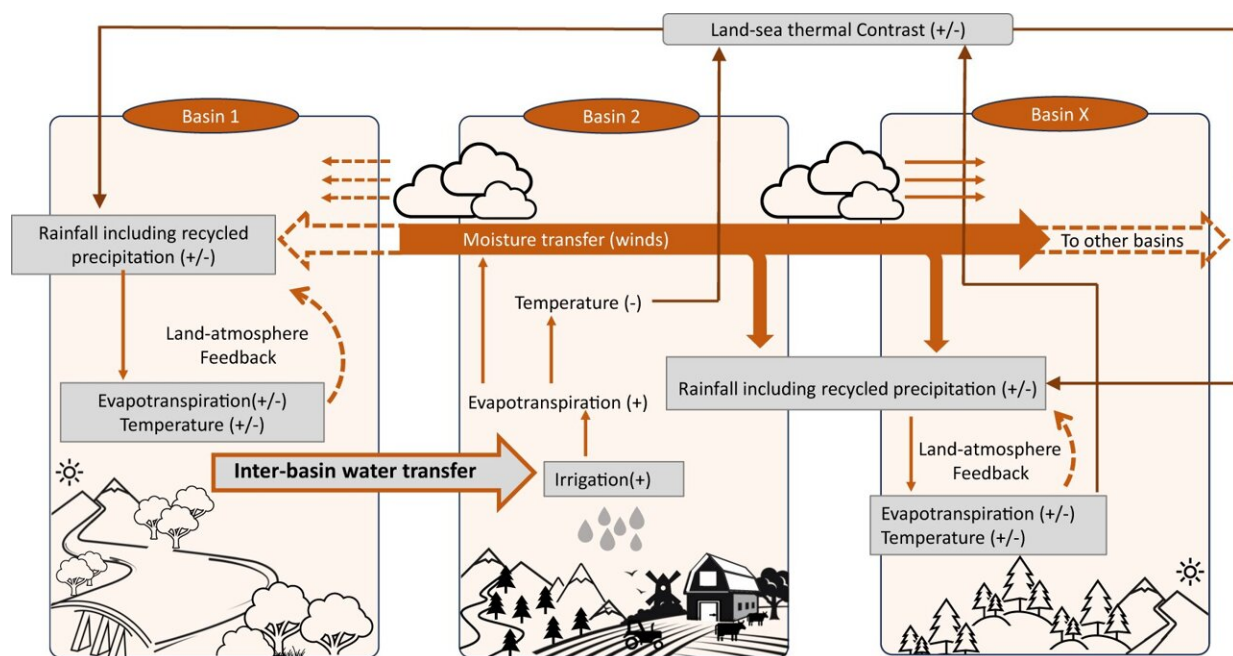 Land-sea thermal Contrast (+/-)
Basin 1
Basin 2
Basin X
Rainfall including recycled
precipitation (+/-)
Moisture transfer (winds)
To other basins
Temperature (-)
Land-atmosphere
Feedback
Rainfall including recycled precipitation (+/-)
Evapotranspiration(+/-)
Temperature (+/-)
Evapotranspiration (+)
Land-atmosphere
Feedback
Inter-basin water transfer
Irrigation(+)
Evapotranspiration (+/-)
Temperature (+/-)